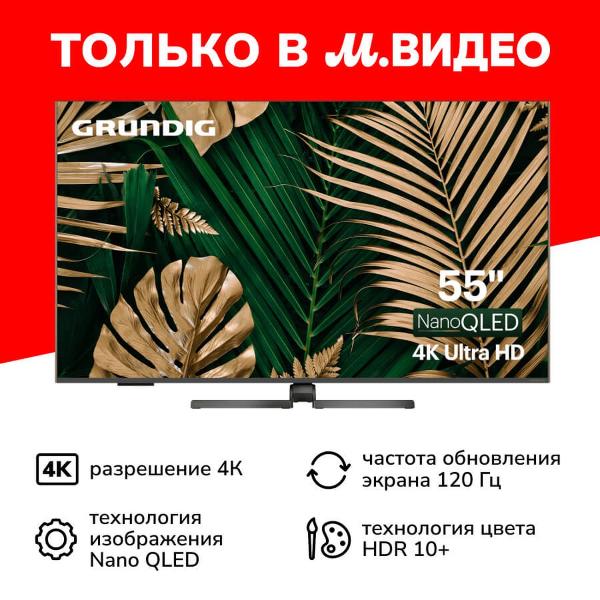 ТОЛЬКО В М.ВИДЕО
GRUNDIG
55"
NanoQLED
4K Ultra HD
4K
разрешение 4К
частота обновления
экрана 120 Гц
технология
изображения
Nano QLED
технология цвета
HDR 10+